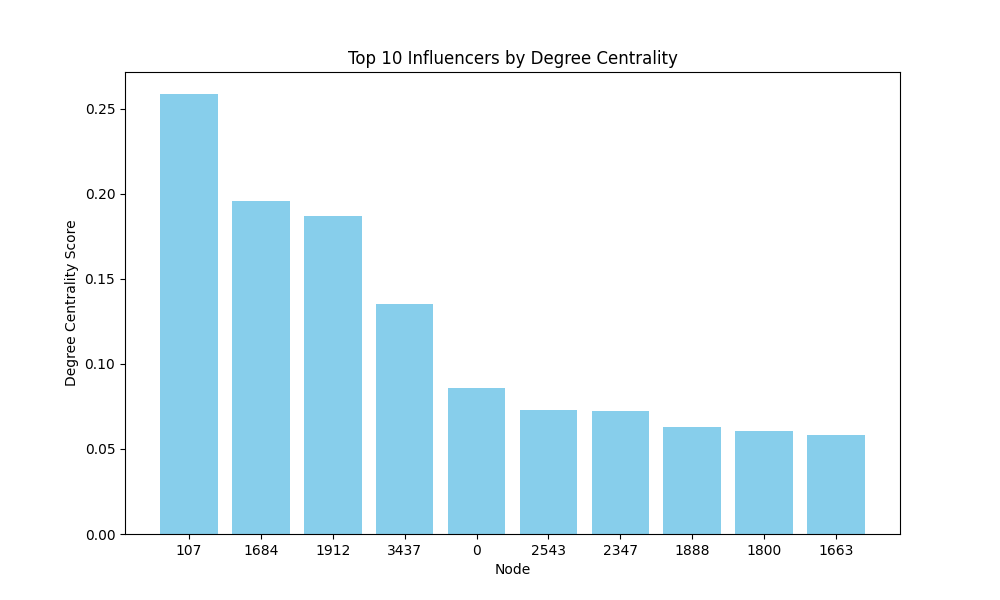 Top 10 Influencers by Degree Centrality
Degree Centrality Score
0.25
0.20
0.15
0.10
0.05
0.00
107 1684 1912 3437 0 2543 2347 1888 1800 1663
Node